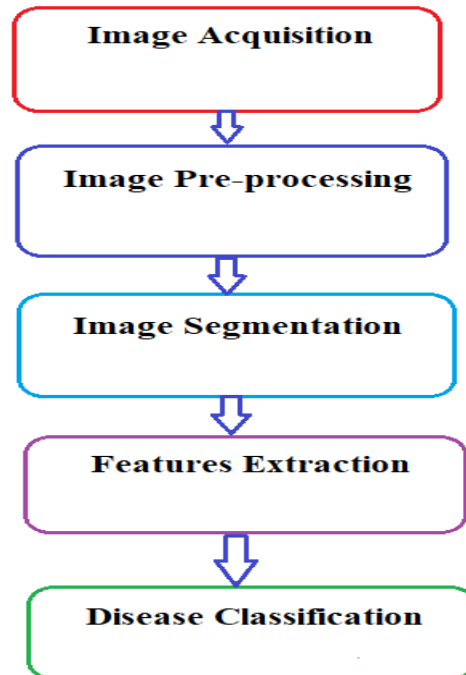 Image Acquisition
Image Pre-processing
Image Segmentation
Features Extraction
Disease Classification